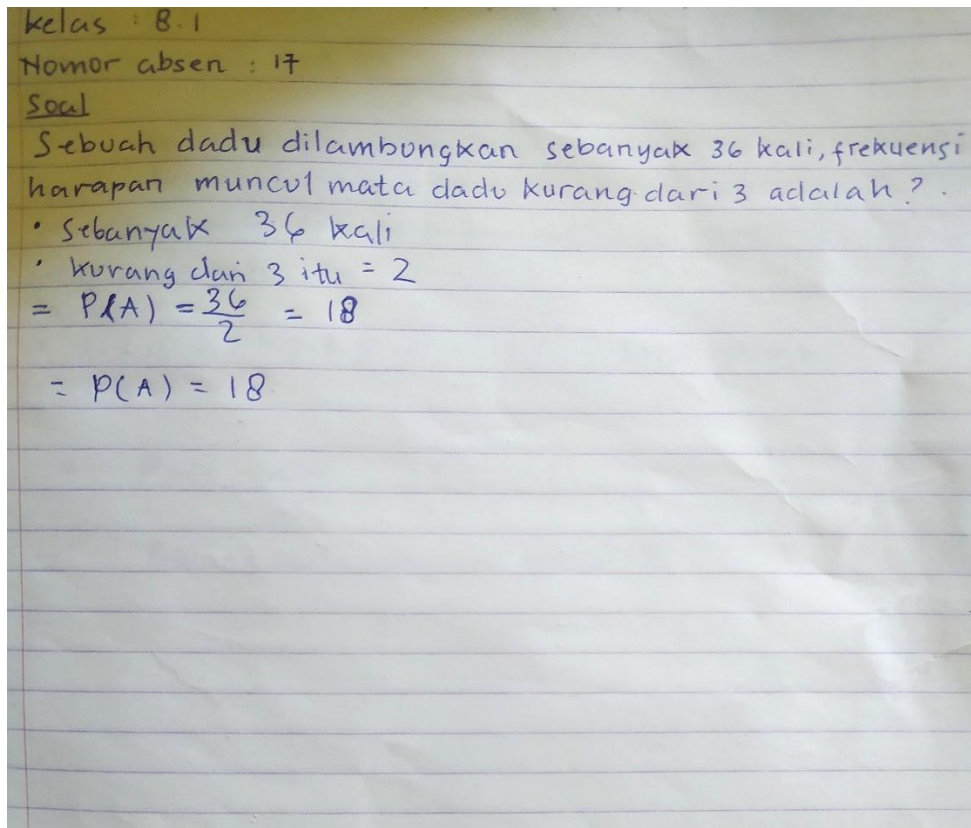 Kelas : 8.1
Nomor absen : 17
Soal
Sebuah dadu dilambungkan sebanyak 36 kali, frekuensi
harapan muncul mata dadu kurang dari 3 adalah?.
• Sebanyak 36 kali
• kurang dari 3 itu = 2
= P(A) = 36/2 = 18
= P(A) = 18